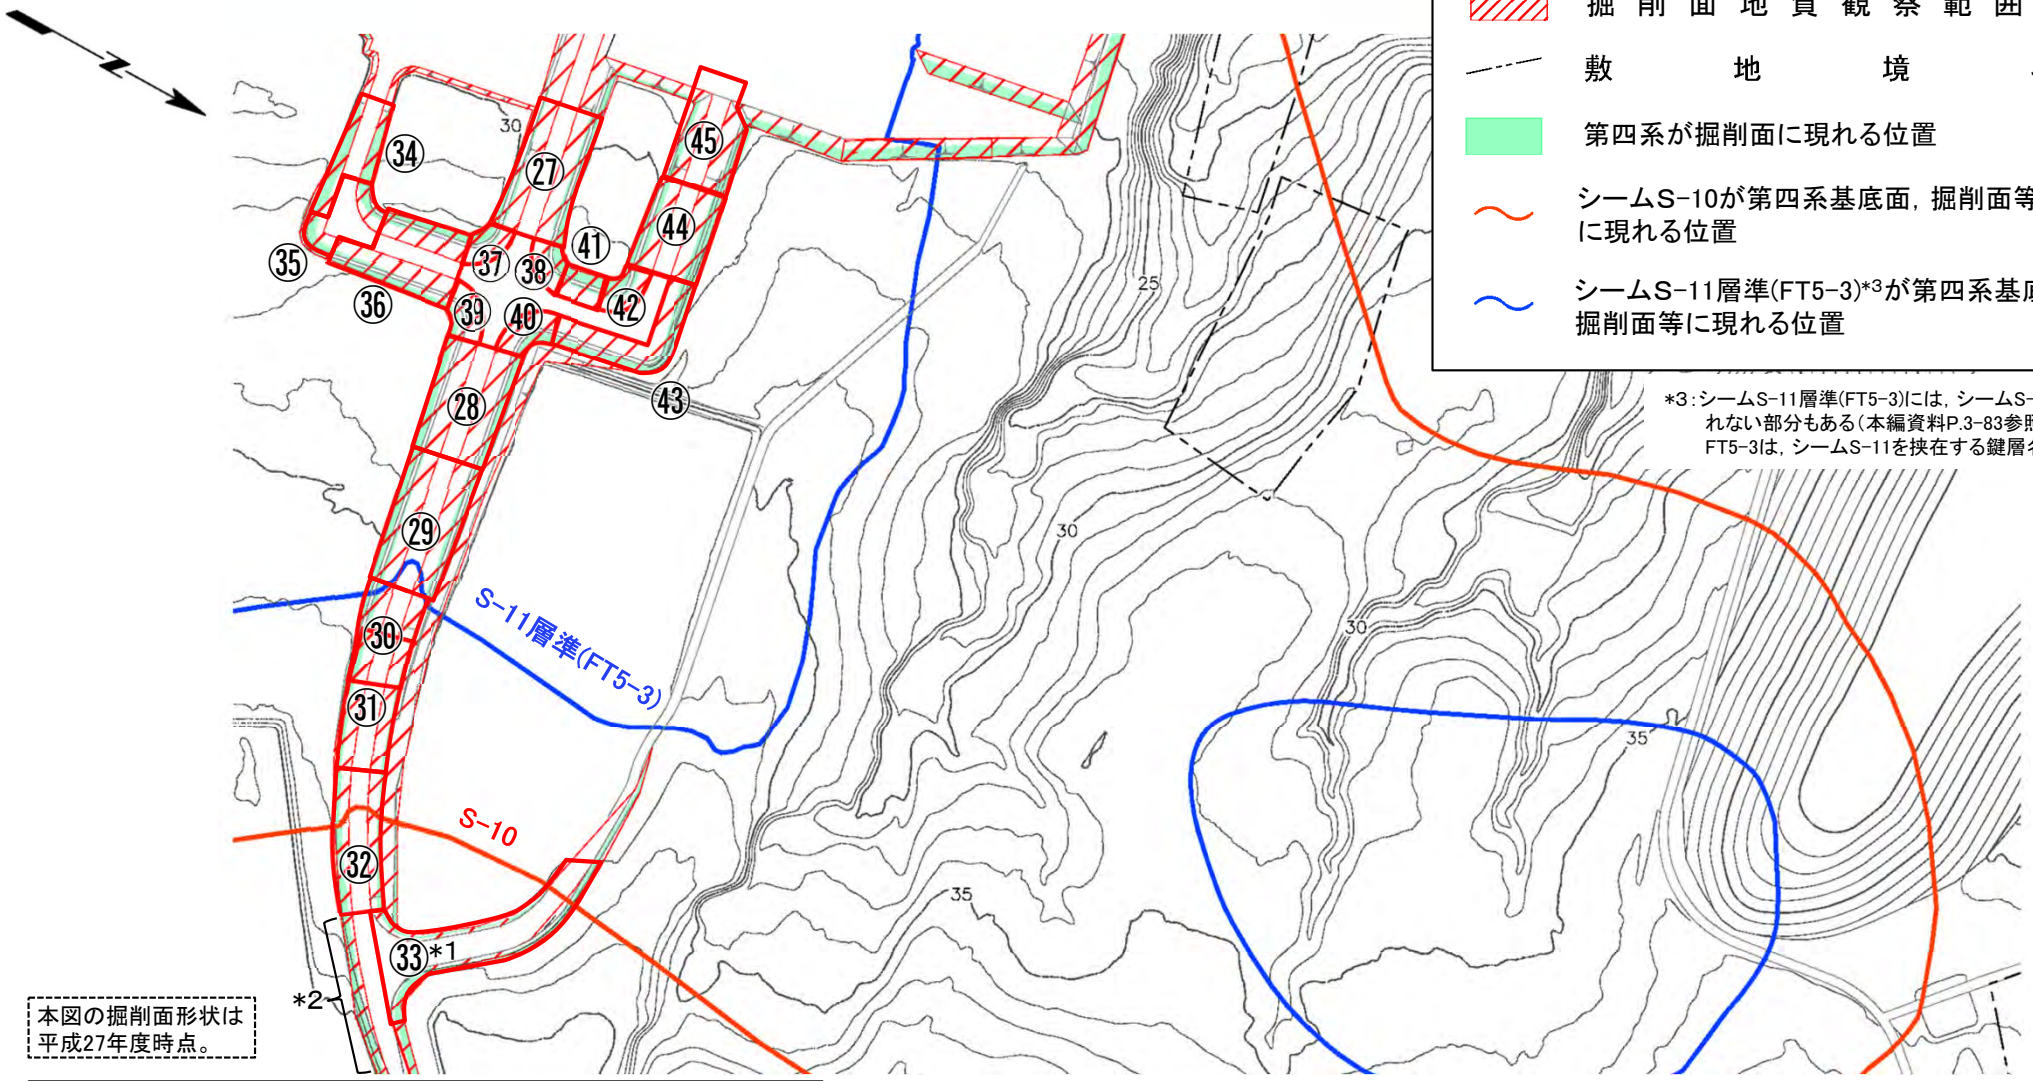 掘削面地質観察範囲
敷地境
第四系が掘削面に現れる位置
シームS-10が第四系基底面，掘削面等
に現れる位置
シームS-11層準(FT5-3)*3が第四系基底
掘削面等に現れる位置
*3：シームS-11層準(FT5-3)には，シームS-
れない部分もある（本編資料P.3-83参照
FT5-3は，シームS-11を挟在する鍵層名
N
30
34
27
45
44
41
35
37
38
36
39
40
42
25
28
43
29
30
S-11層準(FT5-3)
30
30
31
35
S-10
32
35
33 *1
*2
本図の掘削面形状は
平成27年度時点。